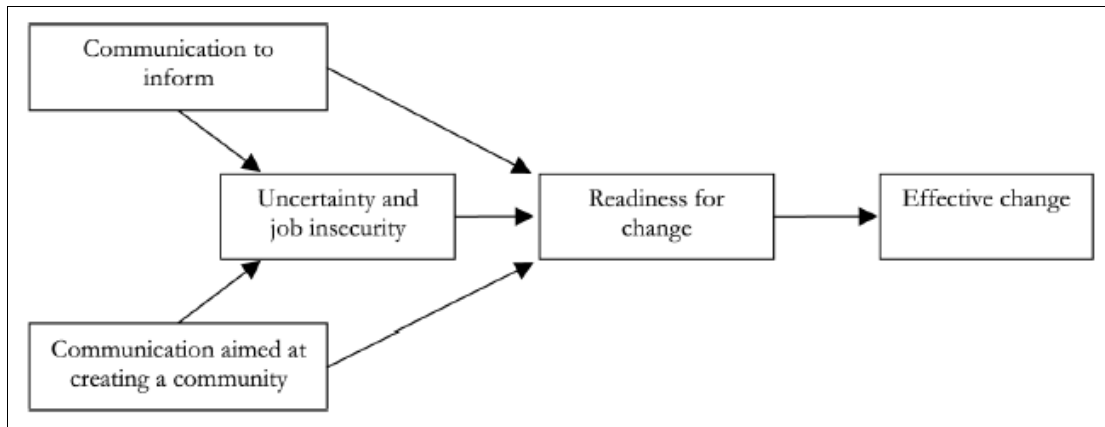 Communication to
inform
Uncertainty and
job insecurity
Readiness for
change
Effective change
Communication aimed at
creating a community